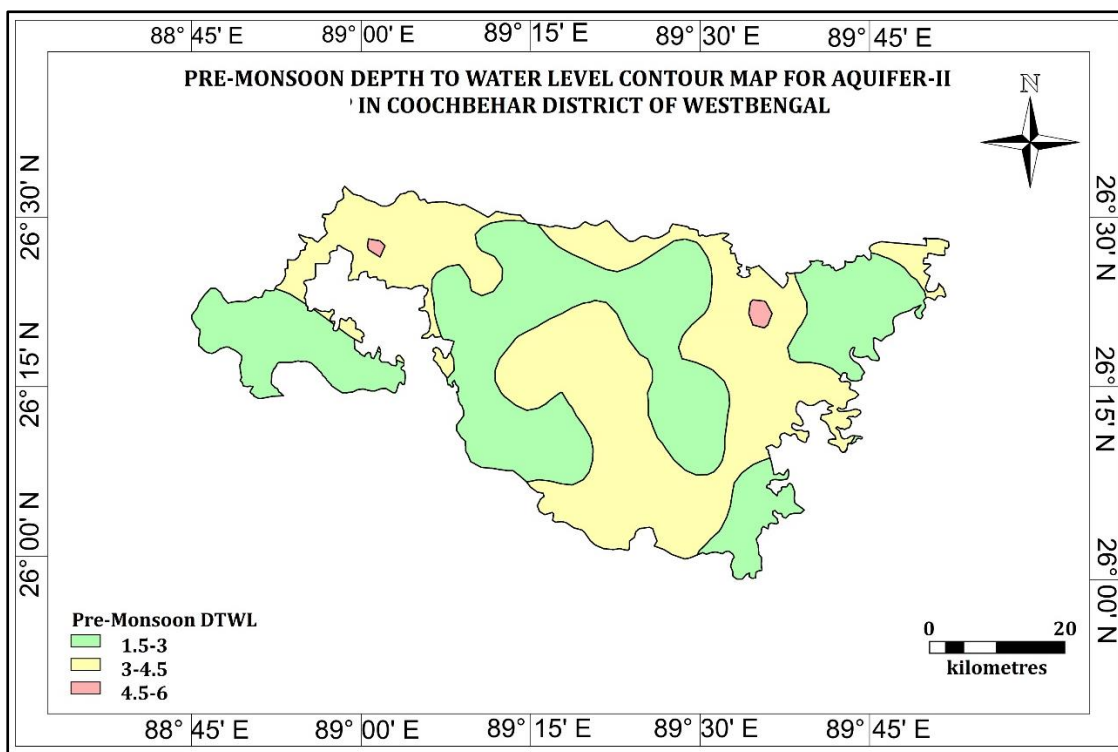 88° 45' E 89° 00' E 89° 15' E 89° 30' E 89° 45' E
PRE-MONSOON DEPTH TO WATER LEVEL CONTOUR MAP FOR AQUIFER-II
' IN COOCHBEHAR DISTRICT OF WESTBENGAL
N
26° 30' N
26° 30' N
26° 15' N
26° 15' N
26° 00' N
26° 00' N
Pre-Monsoon DTWL
1.5-3
3-4.5
4.5-6
0 20
kilometres
88° 45' E 89° 00' E 89° 15' E 89° 30' E 89° 45' E